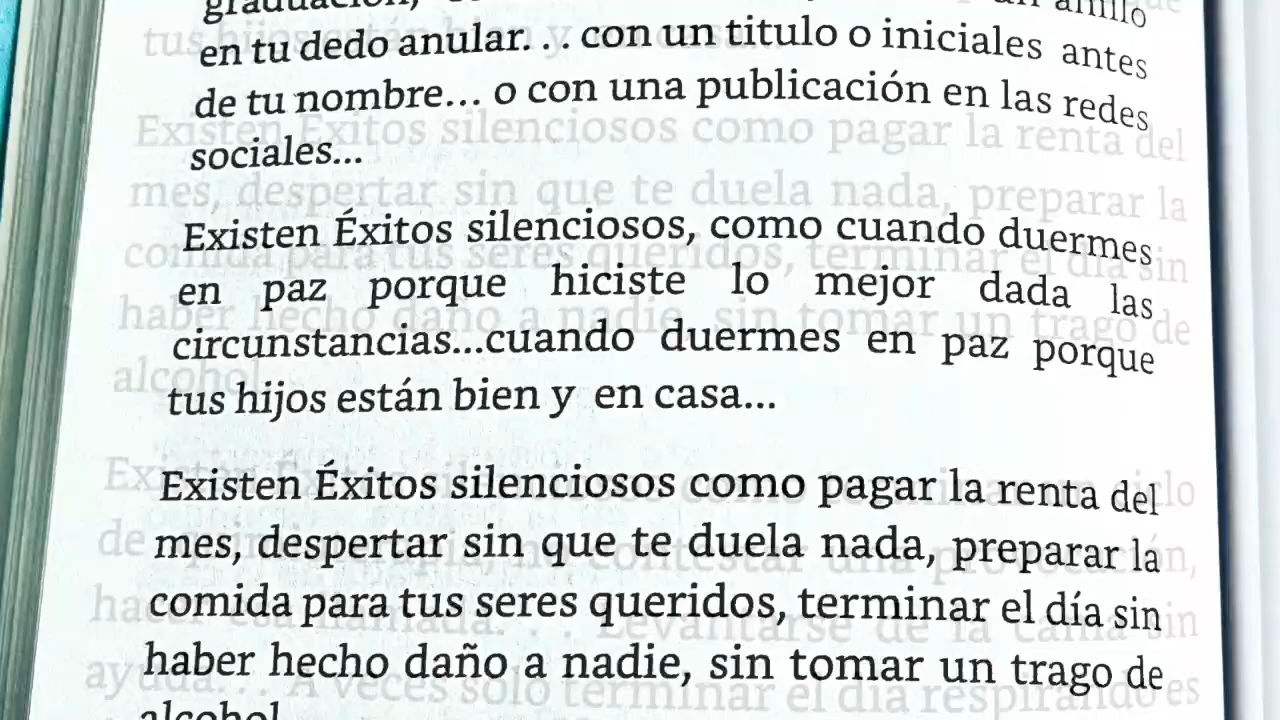 graduación,
anillo
en tu dedo anular. . . con un titulo o iniciales antes
de tu nombre... o con una publicación en las redes
sociales...
Existen Éxitos silenciosos, como cuando duermes
en paz porque hiciste lo mejor dada las
circunstancias...cuando duermes en paz porque
tus hijos están bien y en casa...
Existen Éxitos silenciosos como pagar la renta del
mes, despertar sin que te duela nada, preparar la
comida para tus seres queridos, terminar el día sin
haber hecho daño a nadie, sin tomar un trago de
alcohol